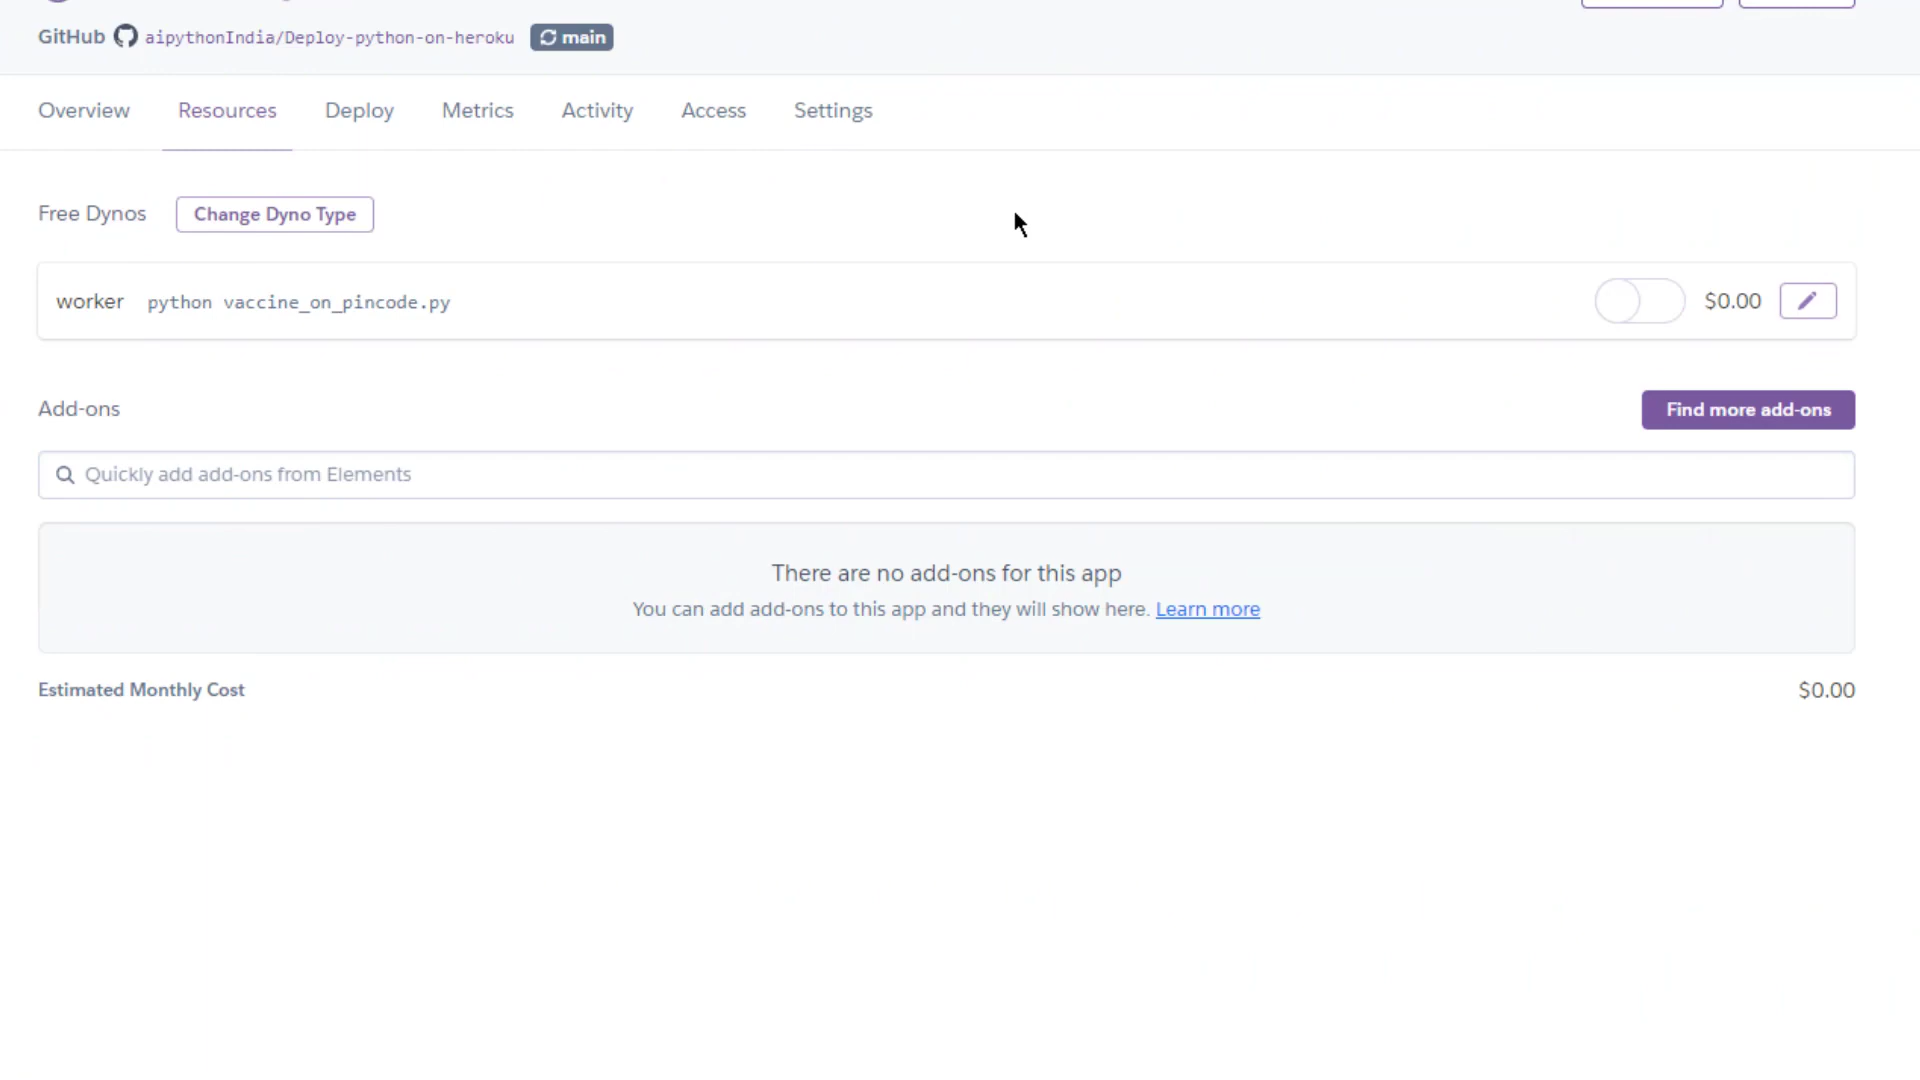 GitHub aipythonIndia/Deploy-python-on-heroku main
Overview Resources Deploy Metrics Activity Access Settings
Free Dynos Change Dyno Type
worker python vaccine_on_pincode.py $0.00
Add-ons Find more add-ons
Quickly add add-ons from Elements
There are no add-ons for this app
You can add add-ons to this app and they will show here. Learn more
Estimated Monthly Cost $0.00